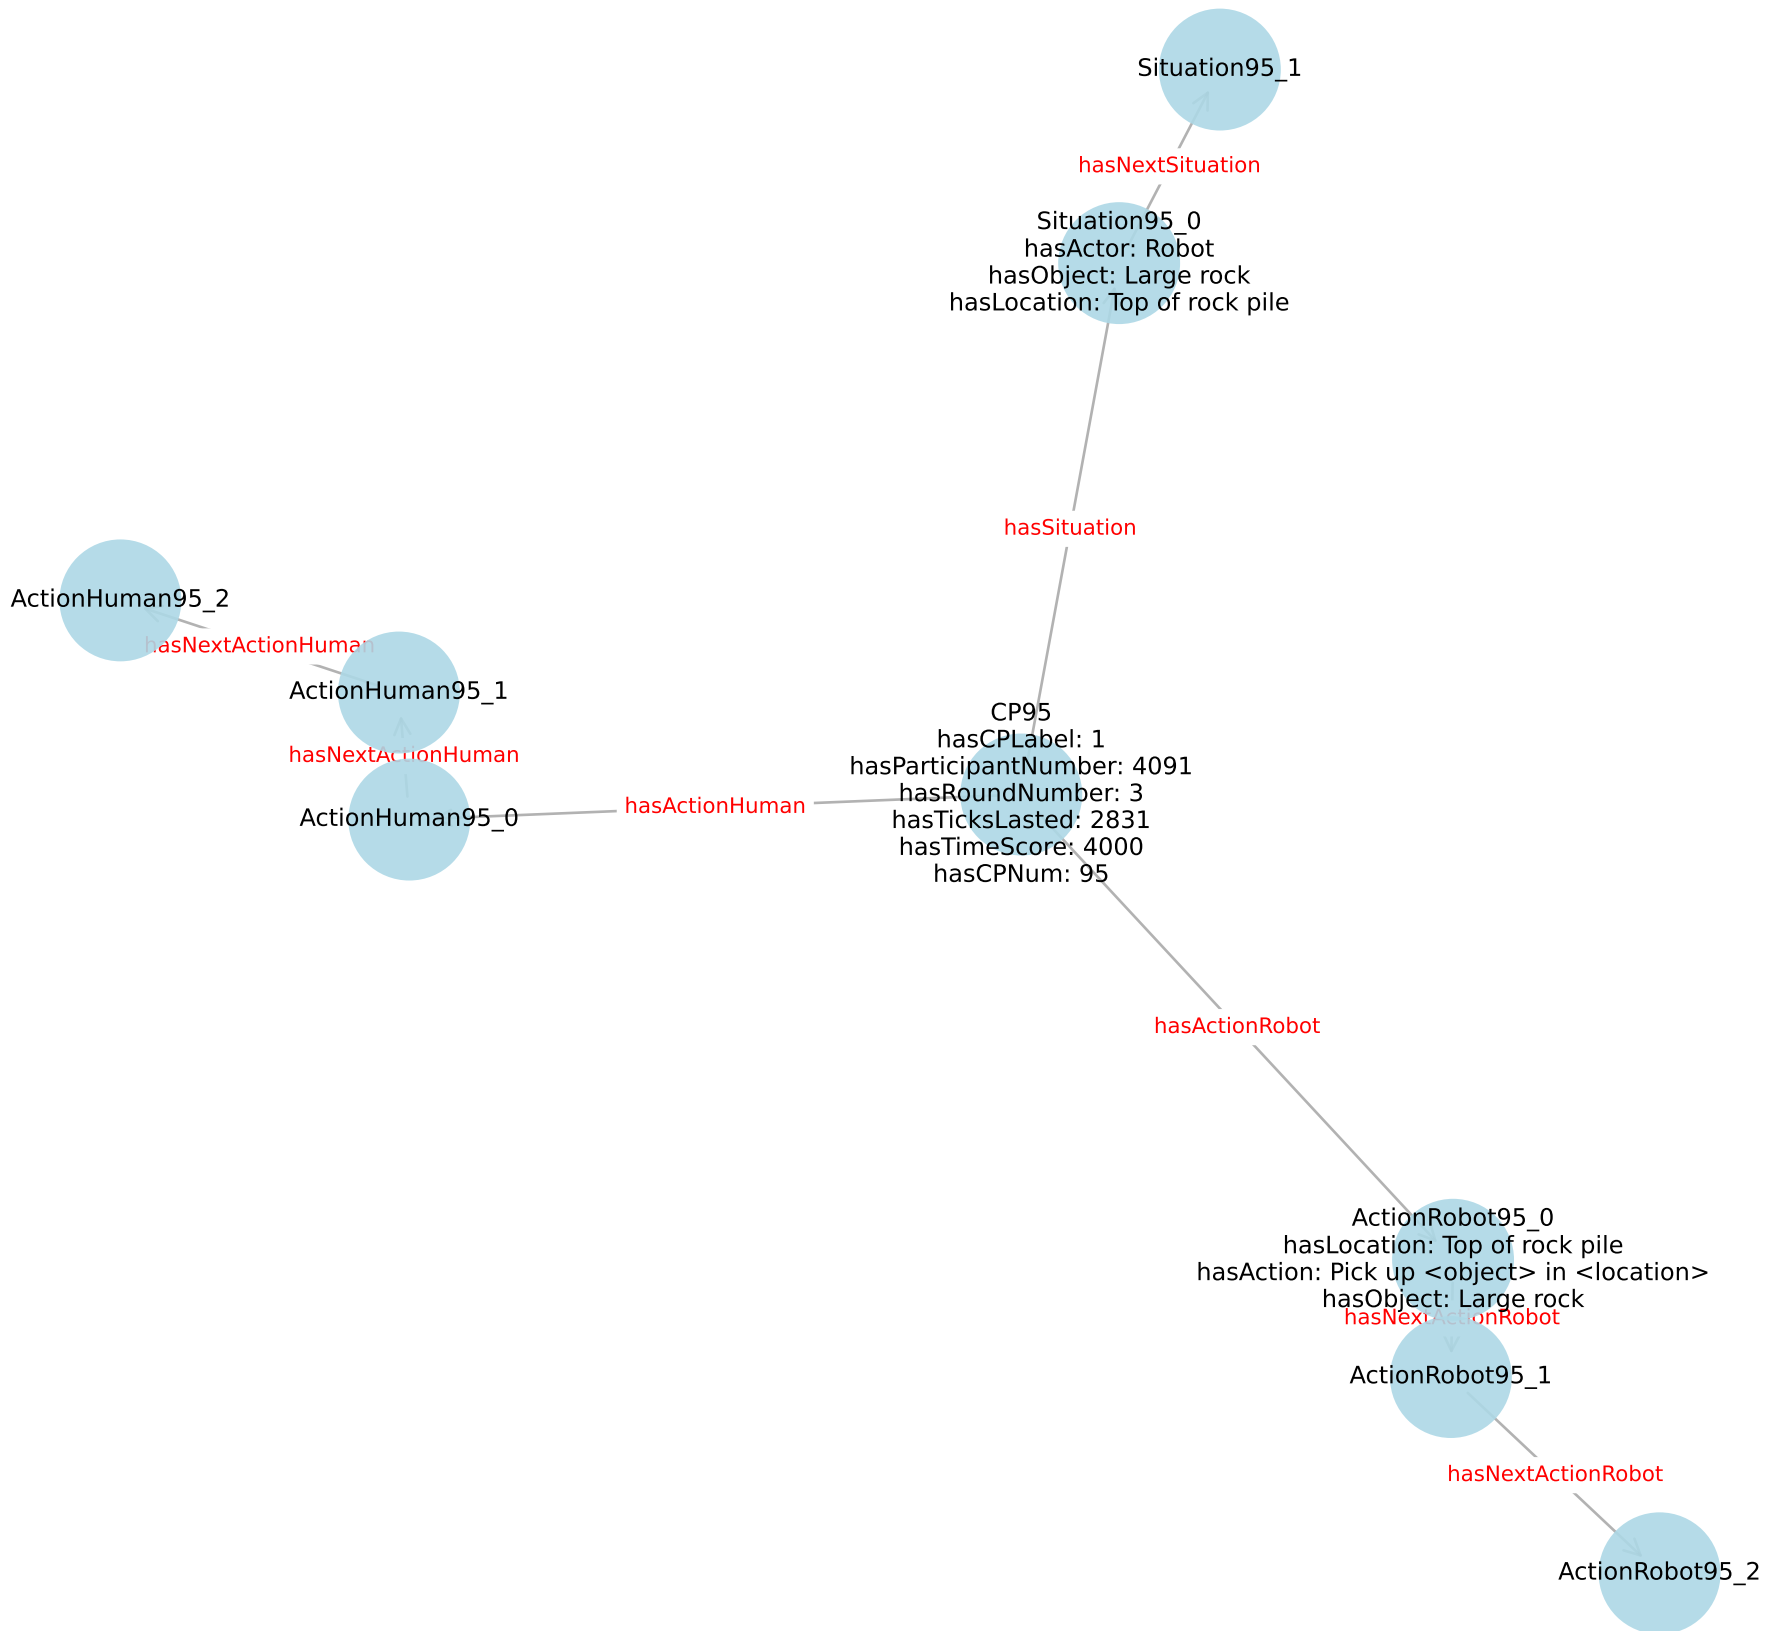 Situation95_1
hasNextSituation
Situation95_0
hasActor: Robot
hasObject: Large rock
hasLocation: Top of rock pile
hasSituation
ActionHuman95_2
hasNextActionHuman
ActionHuman95_1
hasNextActionHuman
ActionHuman95_0
hasActionHuman
CP95
hasCPLabel: 1
hasParticipantNumber: 4091
hasRoundNumber: 3
hasTicksLasted: 2831
hasTimeScore: 4000
hasCPNum: 95
hasActionRobot
ActionRobot95_0
hasLocation: Top of rock pile
hasAction: Pick up <object> in <location>
hasObject: Large rock
hasNextActionRobot
ActionRobot95_1
hasNextActionRobot
ActionRobot95_2